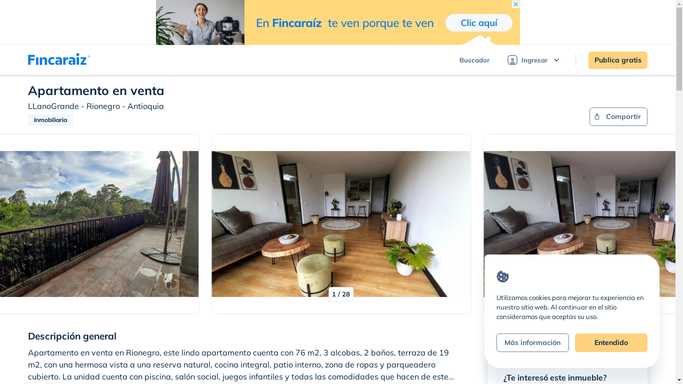 En Fincaraíz te ven porque te ven
Clic aquí
Fincaraíz
Buscador
Ingresar
Publica gratis
Apartamento en venta
LLanoGrande - Rionegro - Antioquia
Inmobiliaria
Compartir
1 / 28
Utilizamos cookies para mejorar tu experiencia en
nuestro sitio web. Al continuar en el sitio
consideramos que aceptas su uso.
Más información
Entendido
Descripción general
Apartamento en venta en Rionegro, este lindo apartamento cuenta con 76 m2, 3 alcobas, 2 baños, terraza de 19
m2, con una hermosa vista a una reserva natural, cocina integral, patio interno, zona de ropas y parqueadero
cubierto. La unidad cuenta con piscina, salón social, juegos infantiles y todas las comodidades que hacen de este...
¿Te interesó este inmueble?